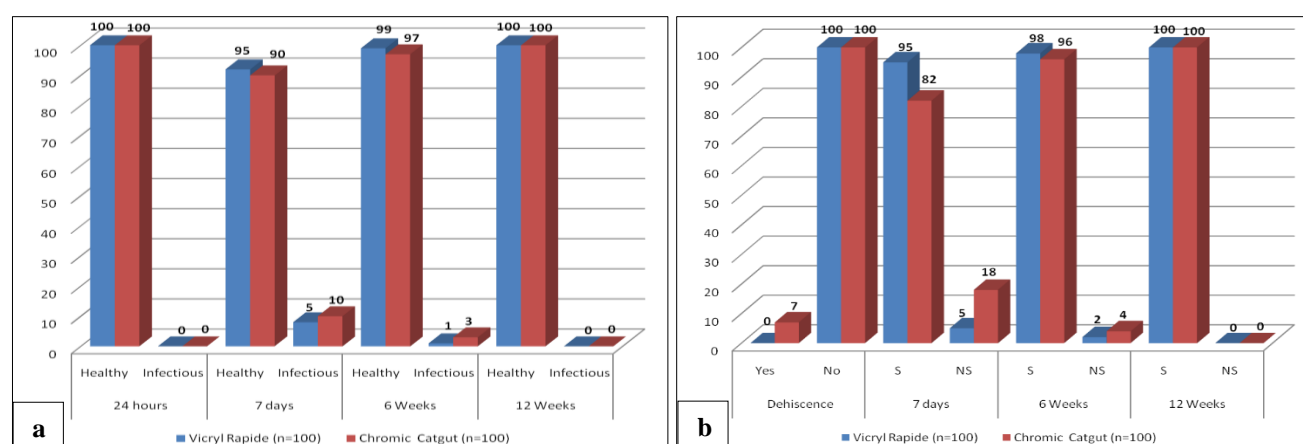 100 100 95 90 99 97 100 100
100
90
80
70
60
50
40
30
20
10
0
0 0 5 10 1 3 0 0
Healthy Infectious Healthy Infectious Healthy Infectious Healthy Infectious
24 hours 7 days 6 Weeks 12 Weeks
a
Vicryl Rapide (n=100) Chromic Catgut (n=100)
100 100 95 82 98 96 100 100
100
90
80
70
60
50
40
30
20
10
0
0 7 5 18 2 4 0 0
Yes No S NS S NS S NS
Dehiscence 7 days 6 Weeks 12 Weeks
b
Vicryl Rapide (n=100) Chromic Catgut (n=100)